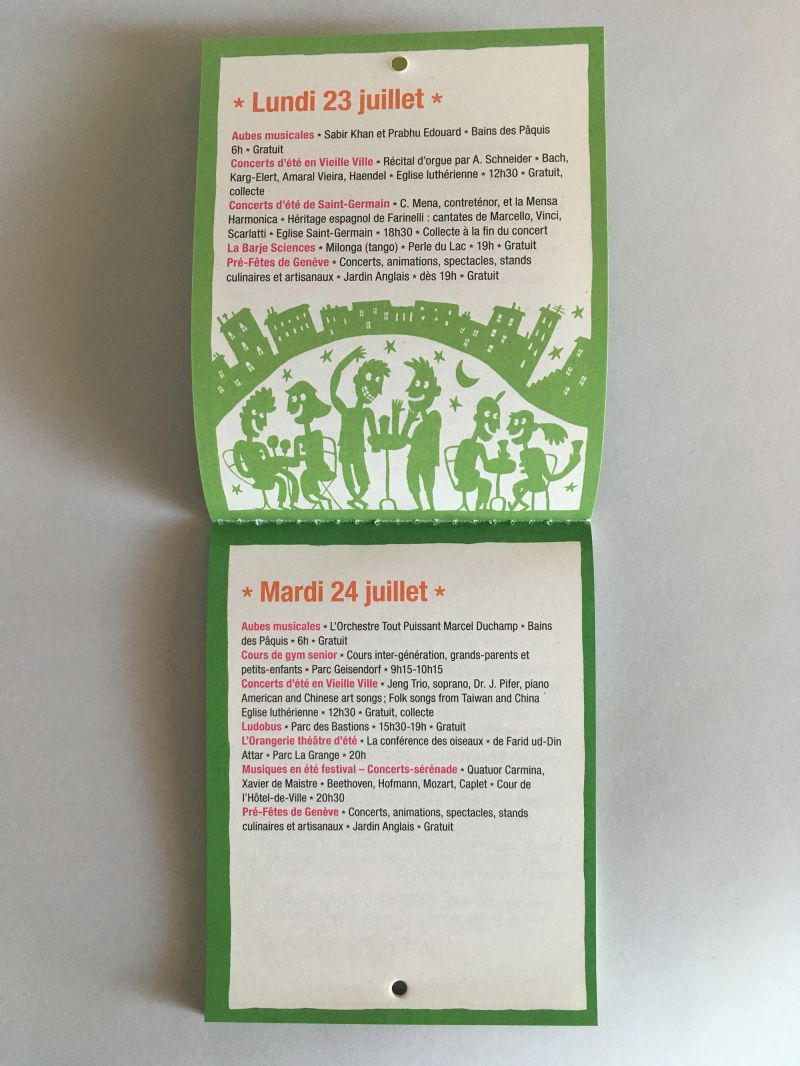 * Lundi 23 juillet *
Aubes musicales * Sabir Khan et Prabhu Edouard * Bains des Pâquis
6h * Gratuit
Concerts d'été en Vieille Ville * Récital d'orgue par A. Schneider * Bach,
Karg-Elert, Amaral Vieira, Haendel * Eglise luthérienne * 12h30 * Gratuit,
collecte
Concerts d'été de Saint-Germain * C. Mena, contreténor, et la Mensa
Harmonica * Héritage espagnol de Farinelli : cantates de Marcello, Vinci,
Scarlatti * Eglise Saint-Germain * 18h30 * Collecte à la fin du concert
La Barje Sciences * Milonga (tango) * Perle du Lac * 19h * Gratuit
Pré-Fêtes de Genève * Concerts, animations, spectacles, stands
culinaires et artisanaux * Jardin Anglais * dès 19h * Gratuit
* Mardi 24 juillet *
Aubes musicales * L'Orchestre Tout Puissant Marcel Duchamp * Bains
des Pâquis * 6h * Gratuit
Cours de gym senior * Cours inter-génération, grands-parents et
petits-enfants * Parc Geisendorf * 9h15-10h15
Concerts d'été en Vieille Ville * Jeng Trio, soprano, Dr. J. Pifer, piano
American and Chinese art songs; Folk songs from Taiwan and China
Eglise luthérienne * 12h30 * Gratuit, collecte
Ludobus * Parc des Bastions * 15h30-19h * Gratuit
L'Orangerie théâtre d'été * La conférence des oiseaux * de Farid ud-Din
Attar * Parc La Grange * 20h
Musiques en été festival – Concerts-sérénade * Quatuor Carmina,
Xavier de Maistre * Beethoven, Hofmann, Mozart, Caplet * Cour de
l'Hôtel-de-Ville * 20h30
Pré-Fêtes de Genève * Concerts, animations, spectacles, stands
culinaires et artisanaux * Jardin Anglais * Gratuit